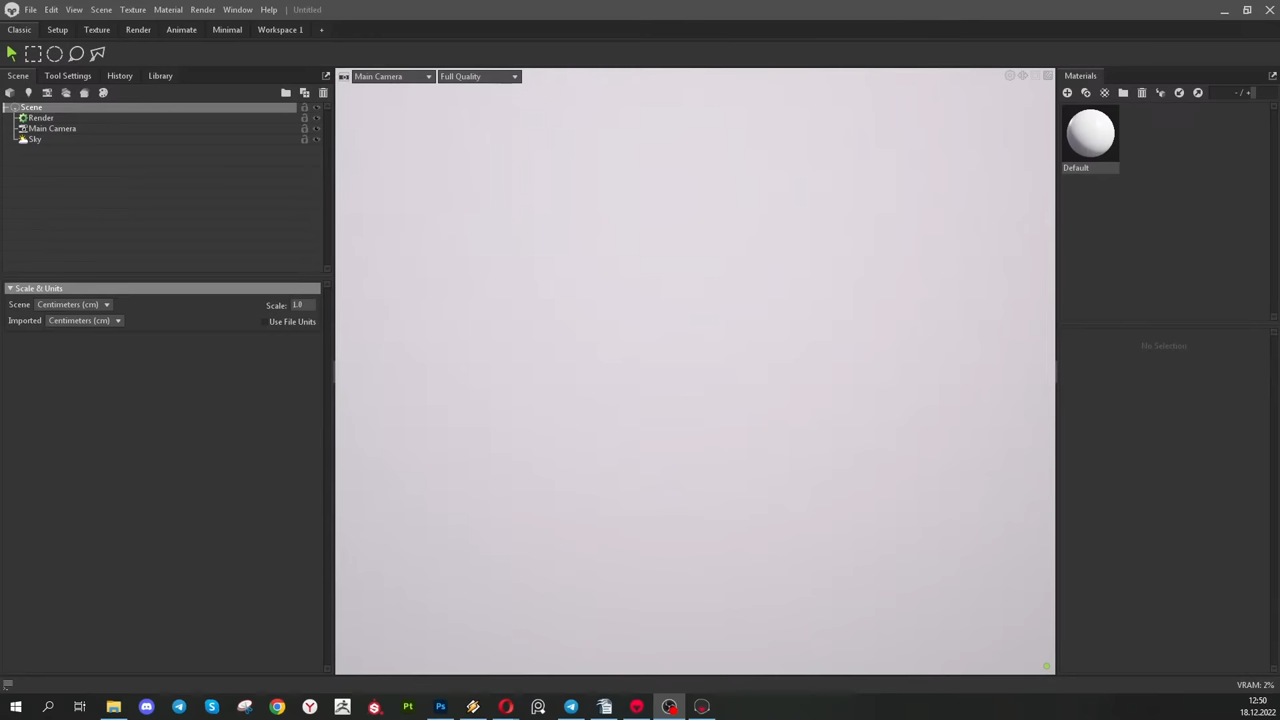 File Edit View Scene Texture Material Render Window Help Untitled
Classic Setup Texture Render Animate Minimal Workspace 1 +
Scene Tool Settings History Library
Main Camera Full Quality
Materials
- / +
Scene
Render
Main Camera
Sky
Default
Scale & Units
Scene Centimeters (cm) Scale: 1.0
Imported Centimeters (cm) Use File Units
No Selection
VRAM: 2%
Pt Ps
12:50
18.12.2022